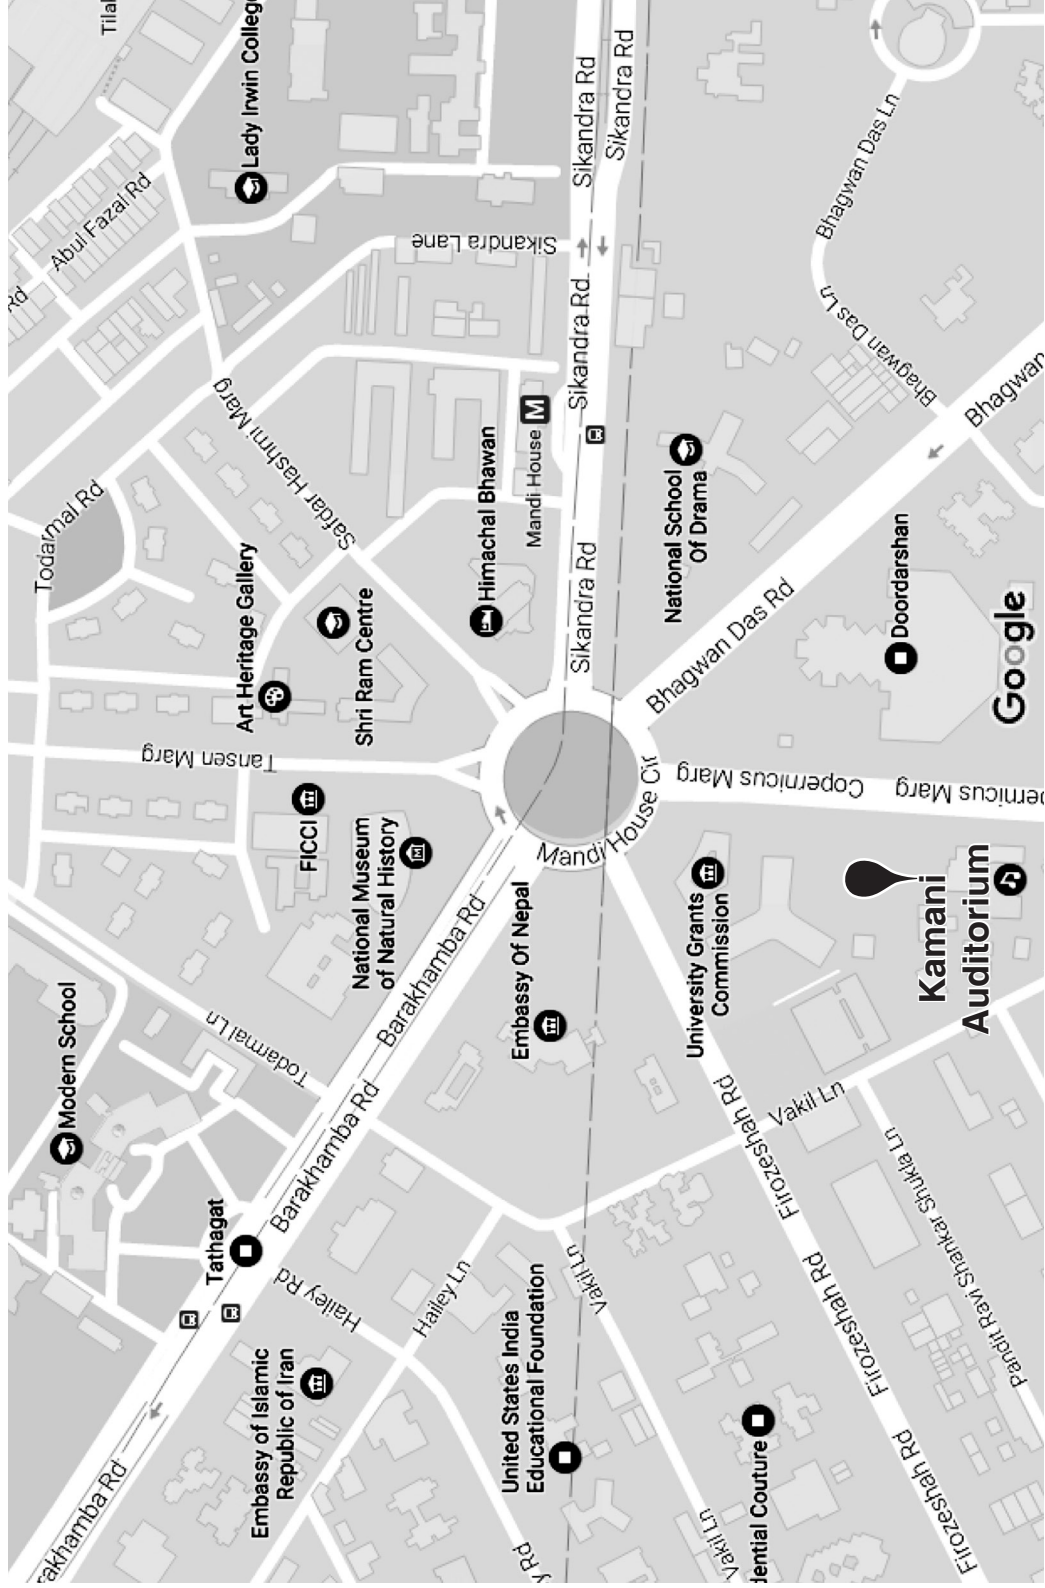 Tila
Lady Irwin College
Abul Fazal Rd
Rd
Sikandra Rd
Sikandra Rd
Bhagwan Das Ln
Sikandra Lane
Sikandra Rd
Bhagwan Das Ln
Bhagwan
Todarmal Rd
Safdar Hashmi Marg
Himachal Bhawan
Mandi House
M
National School
Of Drama
Doordarshan
Art Heritage Gallery
Shri Ram Centre
Sikandra Rd
Bhagwan Das Rd
Google
Tansen Marg
Copernicus Marg
pernicus Marg
FICCI
National Museum
of Natural History
Mandi House Cir
Barakhamba Rd
Embassy Of Nepal
University Grants
Commission
Kamani
Auditorium
Modern School
Todarmal Ln
Barakhamba Rd
Firozeshah Rd
Vakil Ln
Pandit Ravi Shankar Shukla Ln
Tathagat
Hailey Rd
Hailey Ln
Vakil Ln
Firozeshah Rd
Firozeshah Rd
Embassy of Islamic
Republic of Iran
United States India
Educational Foundation
dential Couture
Firozeshah Rd
rakhamba Rd
y Rd
Vakil Ln